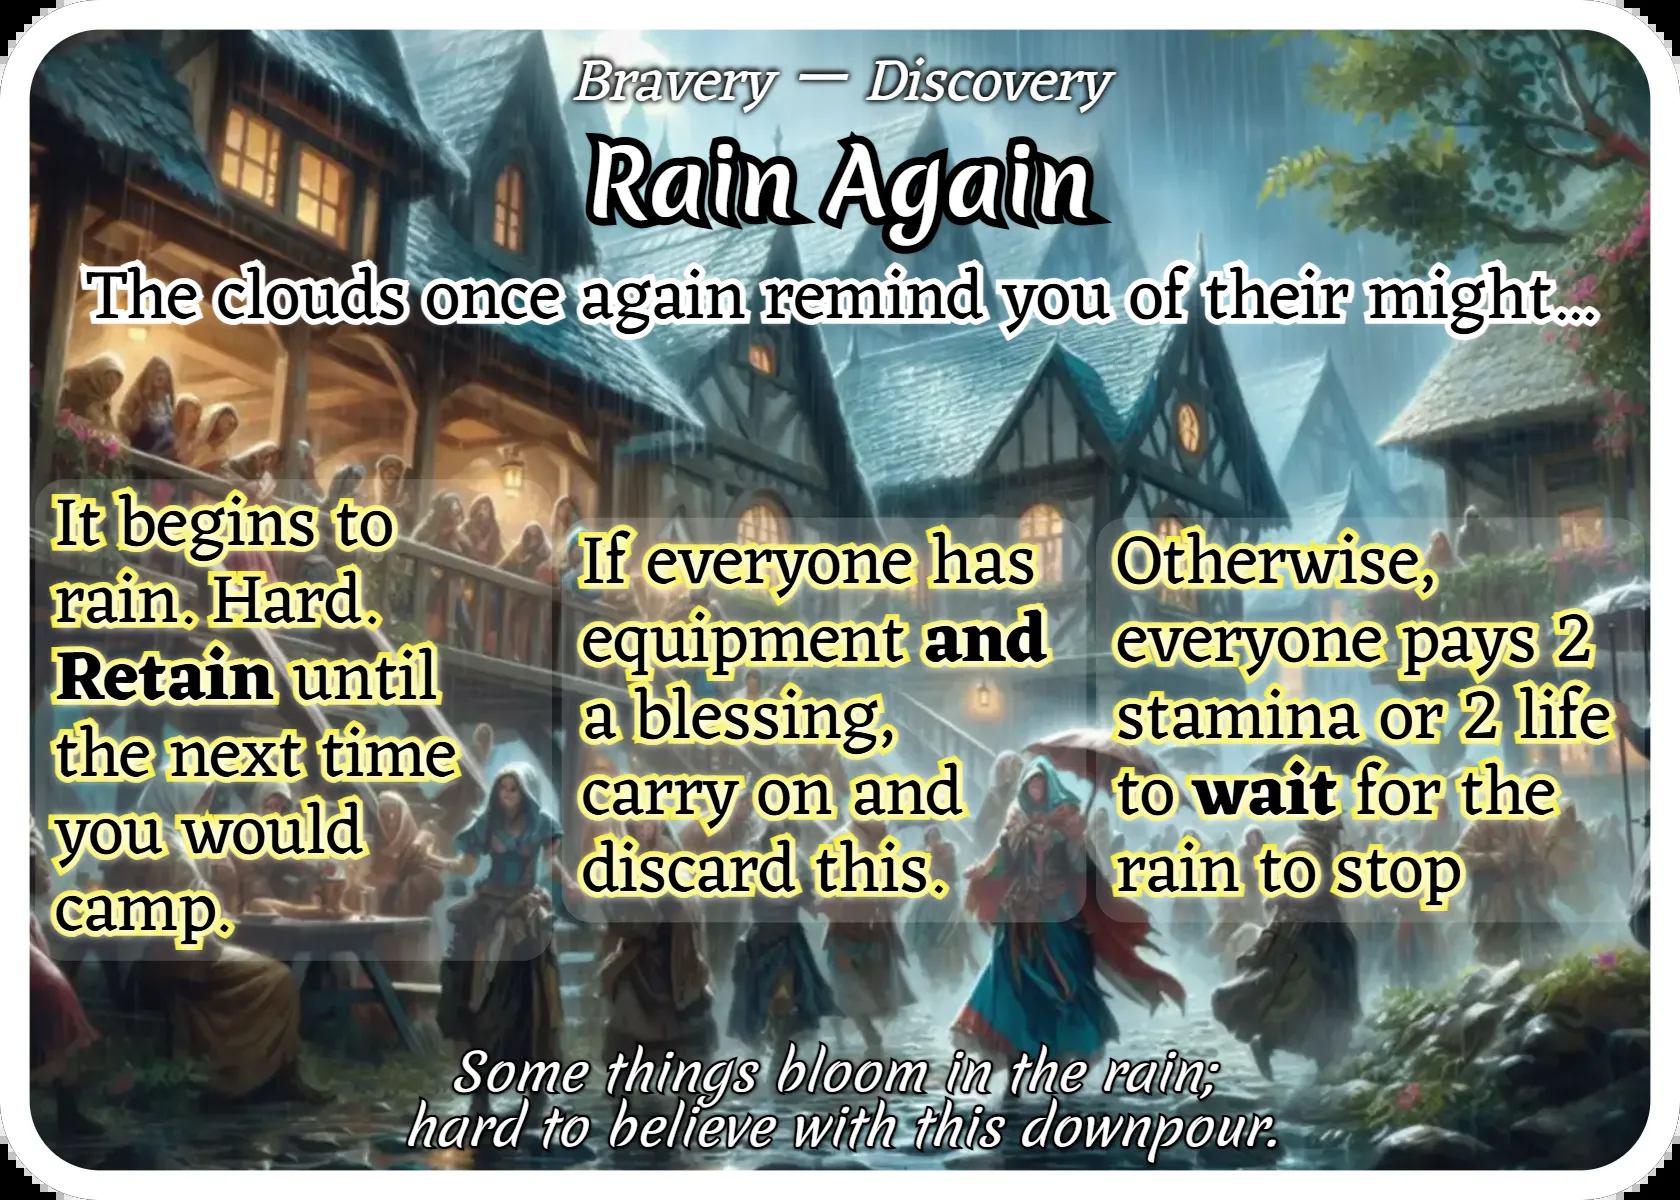 Bravery — Discovery
Rain Again
The clouds once again remind you of their might...
It begins to
rain. Hard.
Retain until
the next time
you would
camp.
If everyone has
equipment and
a blessing,
carry on and
discard this.
Otherwise,
everyone pays 2
stamina or 2 life
to wait for the
rain to stop
Some things bloom in the rain;
hard to believe with this downpour.